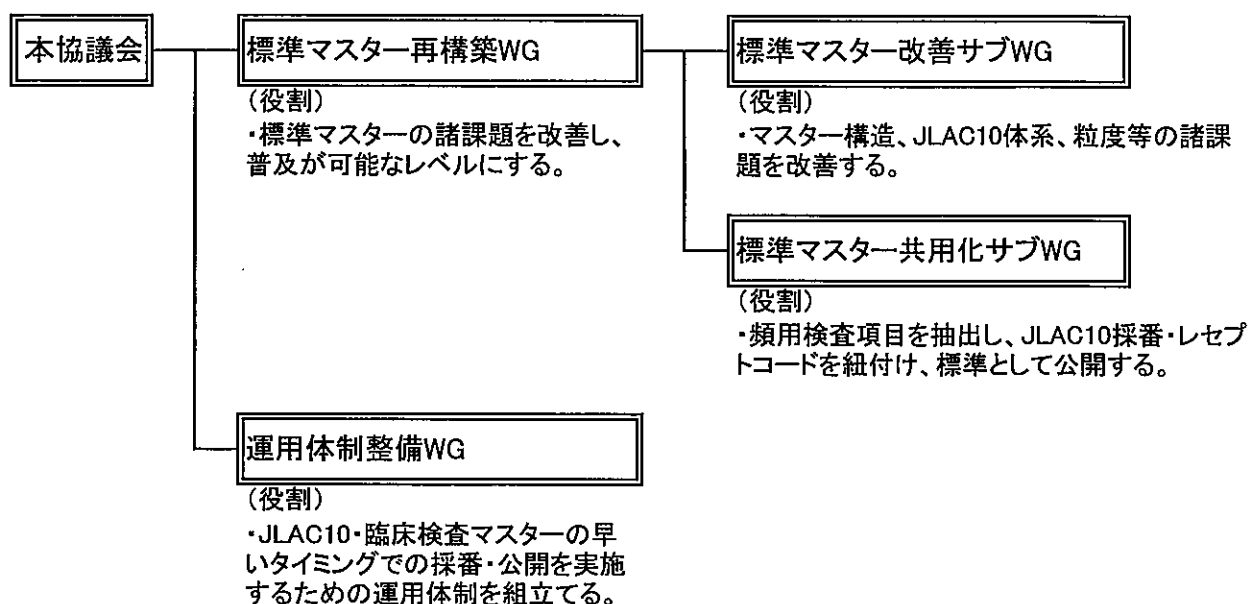 本協議会
標準マスター再構築WG
（役割）
・標準マスターの諸課題を改善し、
普及が可能なレベルにする。
標準マスター改善サブWG
（役割）
・マスター構造、JLAC10体系、粒度等の諸課
題を改善する。
標準マスター共用化サブWG
（役割）
・頻用検査項目を抽出し、JLAC10採番・レセプ
トコードを紐付け、標準として公開する。
運用体制整備WG
（役割）
・JLAC10・臨床検査マスターの早
いタイミングでの採番・公開を実施
するための運用体制を組立てる。